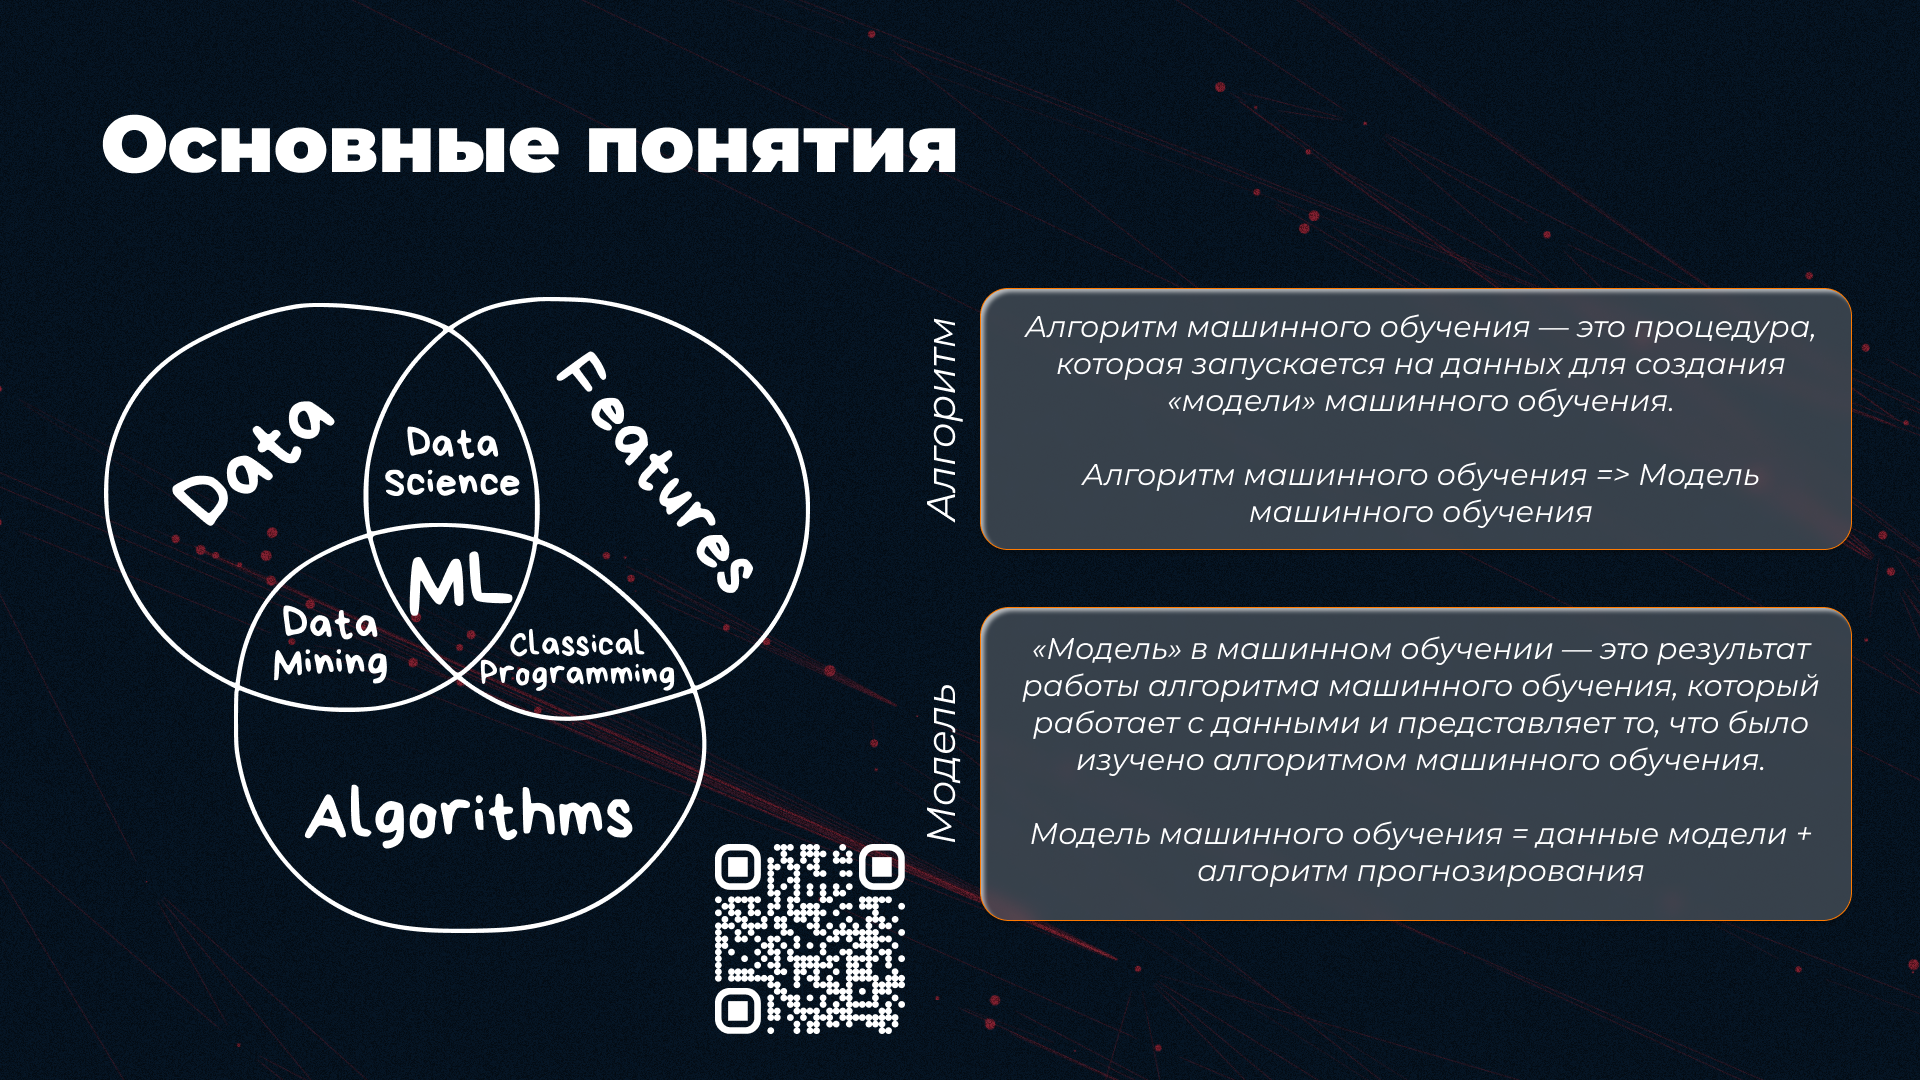 Основные понятия
Data
Features
Data
Science
ML
Data
Mining
Classical
Programming
Algorithms
Алгоритм
Алгоритм машинного обучения — это процедура,
которая запускается на данных для создания
«модели» машинного обучения.
Алгоритм машинного обучения => Модель
машинного обучения
Модель
«Модель» в машинном обучении — это результат
работы алгоритма машинного обучения, который
работает с данными и представляет то, что было
изучено алгоритмом машинного обучения.
Модель машинного обучения = данные модели +
алгоритм прогнозирования